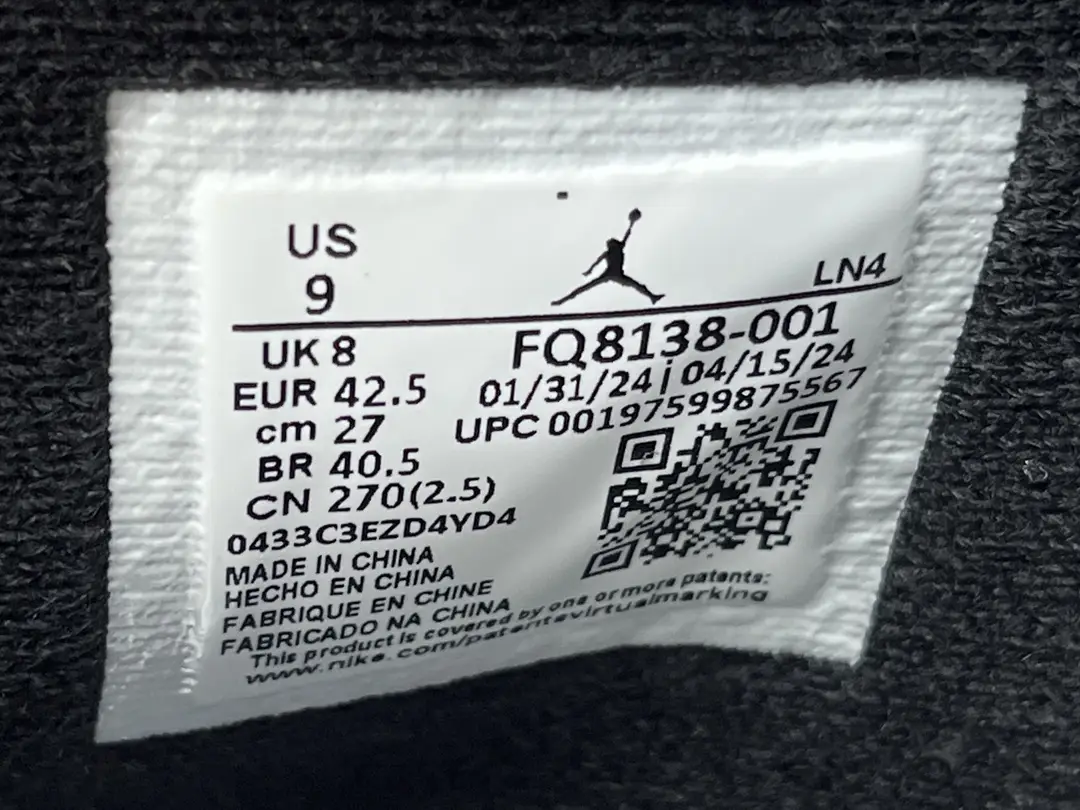 US
9
LN4
UK 8
EUR 42.5
cm 27
BR 40.5
CN 270(2.5)
FQ8138-001
01/31/24 | 04/15/24
UPC 00197599875567
0433C3EZD4YD4
MADE IN CHINA
HECHO EN CHINA
FABRIQUE EN CHINE
FABRICADO NA CHINA
This product is covered by one or more patents:
www.nike.com/patentsvirtualmarking